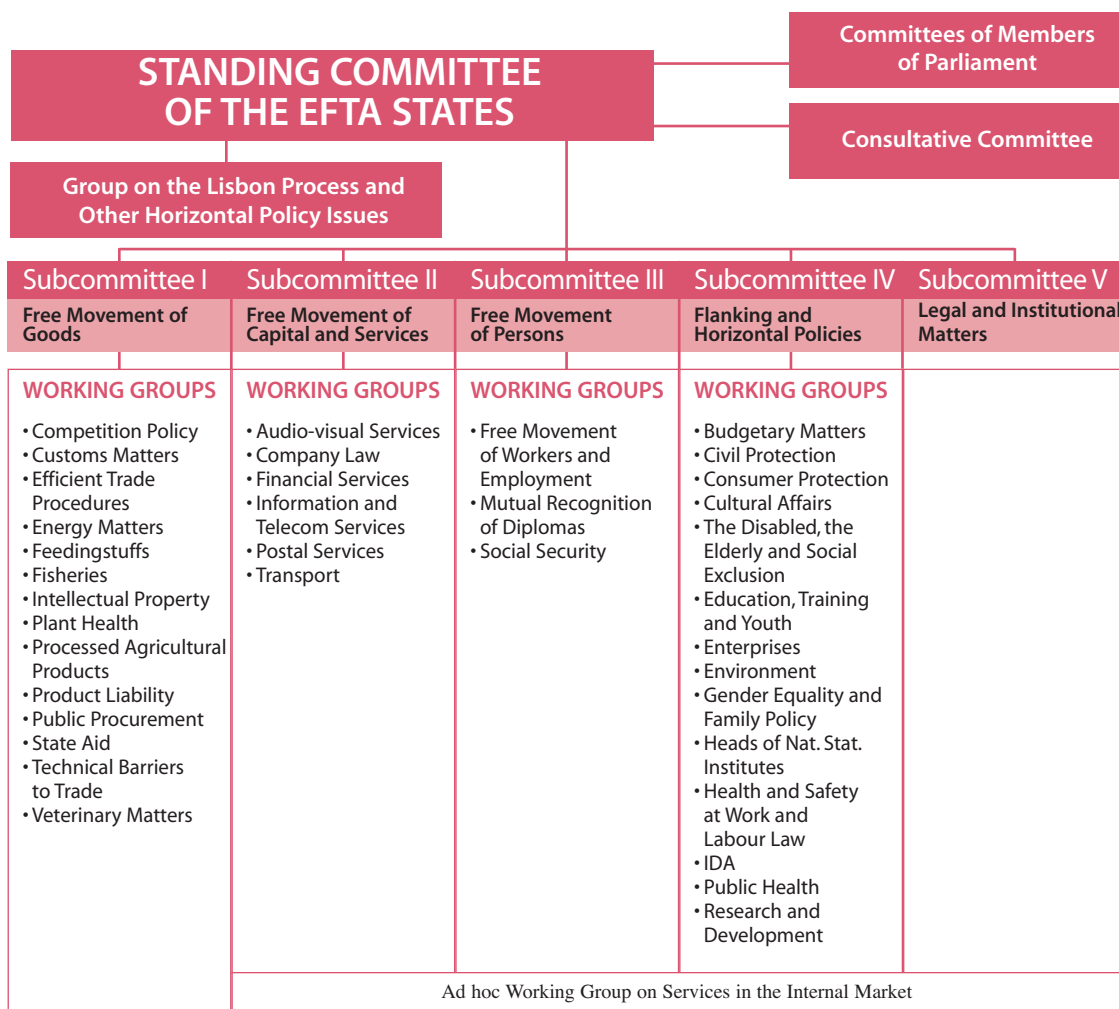 STANDING COMMITTEE
OF THE EFTA STATES
Committees of Members
of Parliament
Consultative Committee
Group on the Lisbon Process and
Other Horizontal Policy Issues
Subcommittee I
Free Movement of
Goods
Subcommittee II
Free Movement of
Capital and Services
Subcommittee III
Free Movement
of Persons
Subcommittee IV
Flanking and
Horizontal Policies
Subcommittee V
Legal and Institutional
Matters
WORKING GROUPS
• Competition Policy
• Customs Matters
• Efficient Trade
Procedures
• Energy Matters
• Feedingstuffs
• Fisheries
• Intellectual Property
• Plant Health
• Processed Agricultural
Products
• Product Liability
• Public Procurement
• State Aid
• Technical Barriers
to Trade
• Veterinary Matters
WORKING GROUPS
• Audio-visual Services
• Company Law
• Financial Services
• Information and
Telecom Services
• Postal Services
• Transport
WORKING GROUPS
• Free Movement
of Workers and
Employment
• Mutual Recognition
of Diplomas
• Social Security
WORKING GROUPS
• Budgetary Matters
• Civil Protection
• Consumer Protection
• Cultural Affairs
• The Disabled, the
Elderly and Social
Exclusion
• Education, Training
and Youth
• Enterprises
• Environment
• Gender Equality and
Family Policy
• Heads of Nat. Stat.
Institutes
• Health and Safety
at Work and
Labour Law
• IDA
• Public Health
• Research and
Development
Ad hoc Working Group on Services in the Internal Market